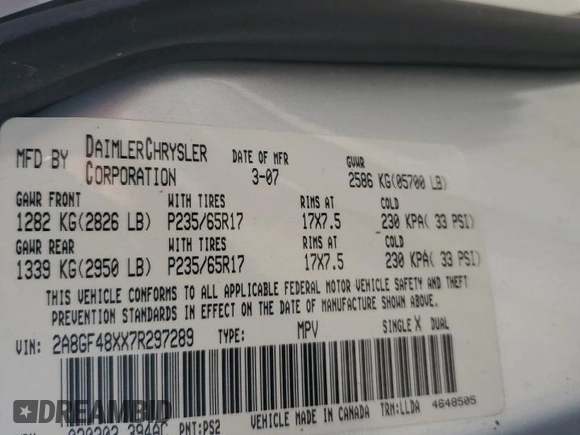 MFD BY DAIMLERCHRYSLER CORPORATION DATE OF MFR 3-07 GVWR 2586 KG(05700 LB)
GAWR FRONT WITH TIRES RIMS AT COLD
1282 KG(2826 LB) P235/65R17 17X7.5 230 KPA( 33 PSI)
GAWR REAR WITH TIRES RIMS AT COLD
1339 KG(2950 LB) P235/65R17 17X7.5 230 KPA( 33 PSI)
THIS VEHICLE CONFORMS TO ALL APPLICABLE FEDERAL MOTOR VEHICLE SAFETY AND THEFT
PREVENTION STANDARDS IN EFFECT ON THE DATE OF MANUFACTURE SHOWN ABOVE.
VIN: 2A8GF48XX7R297289 TYPE: MPV SINGLE X DUAL
PNT:PS2 VEHICLE MADE IN CANADA TRM:LLDA 4648505
DREAMBID